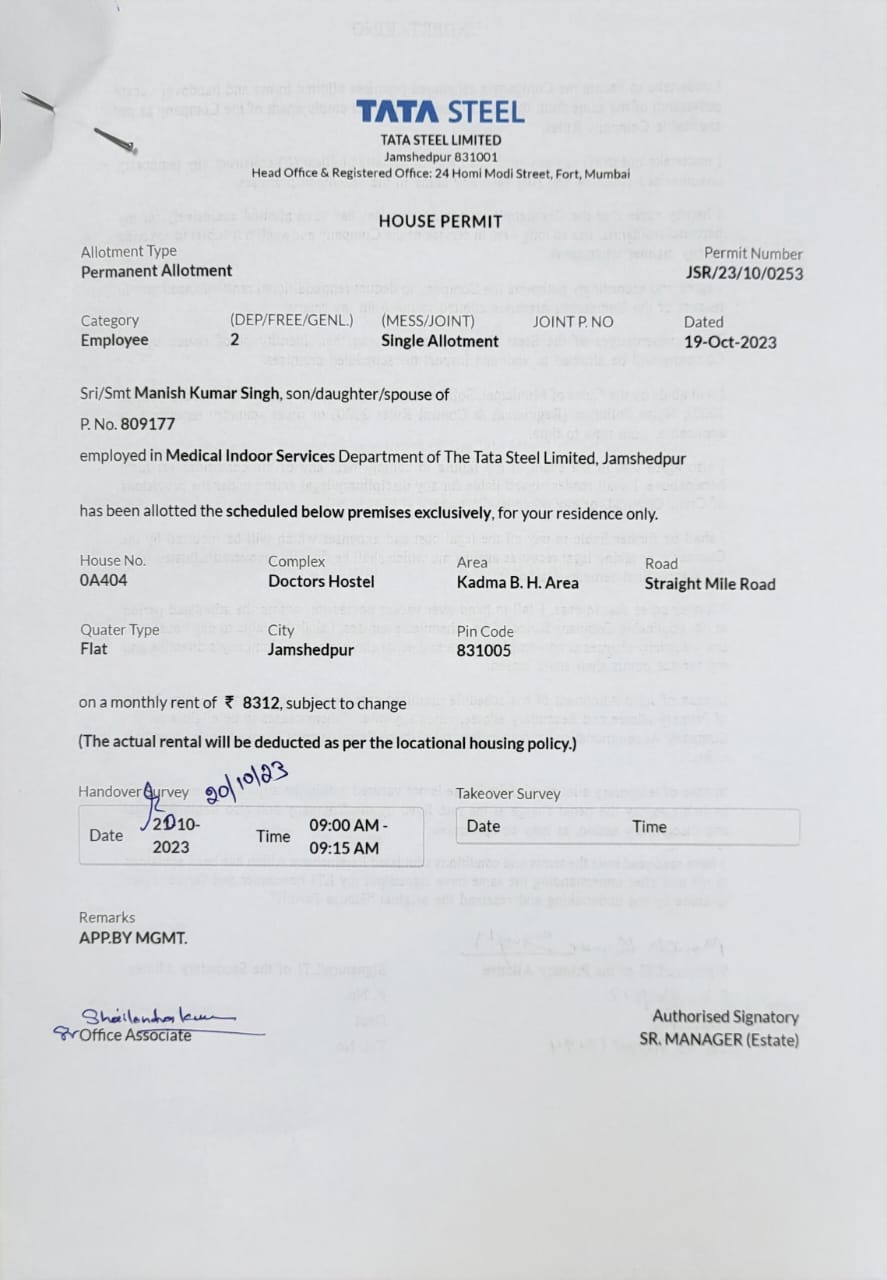 TATA STEEL
TATA STEEL LIMITED
Jamshedpur 831001
Head Office & Registered Office: 24 Homi Modi Street, Fort, Mumbai
HOUSE PERMIT
Allotment Type Permit Number
Permanent Allotment JSR/23/10/0253
Category (DEP/FREE/GENL.) (MESS/JOINT) JOINT P. NO Dated
Employee 2 Single Allotment 19-Oct-2023
Sri/Smt Manish Kumar Singh, son/daughter/spouse of
P. No. 809177
employed in Medical Indoor Services Department of The Tata Steel Limited, Jamshedpur
has been allotted the scheduled below premises exclusively, for your residence only.
House No. Complex Area Road
0A404 Doctors Hostel Kadma B. H. Area Straight Mile Road
Quater Type City Pin Code
Flat Jamshedpur 831005
on a monthly rent of ₹ 8312, subject to change
(The actual rental will be deducted as per the locational housing policy.)
Handover Survey 20/10/23 Takeover Survey
Date 10-2023 Time 09:00 AM - 09:15 AM Date Time
Remarks
APP.BY MGMT.
Authorised Signatory
Sr Office Associate SR. MANAGER (Estate)